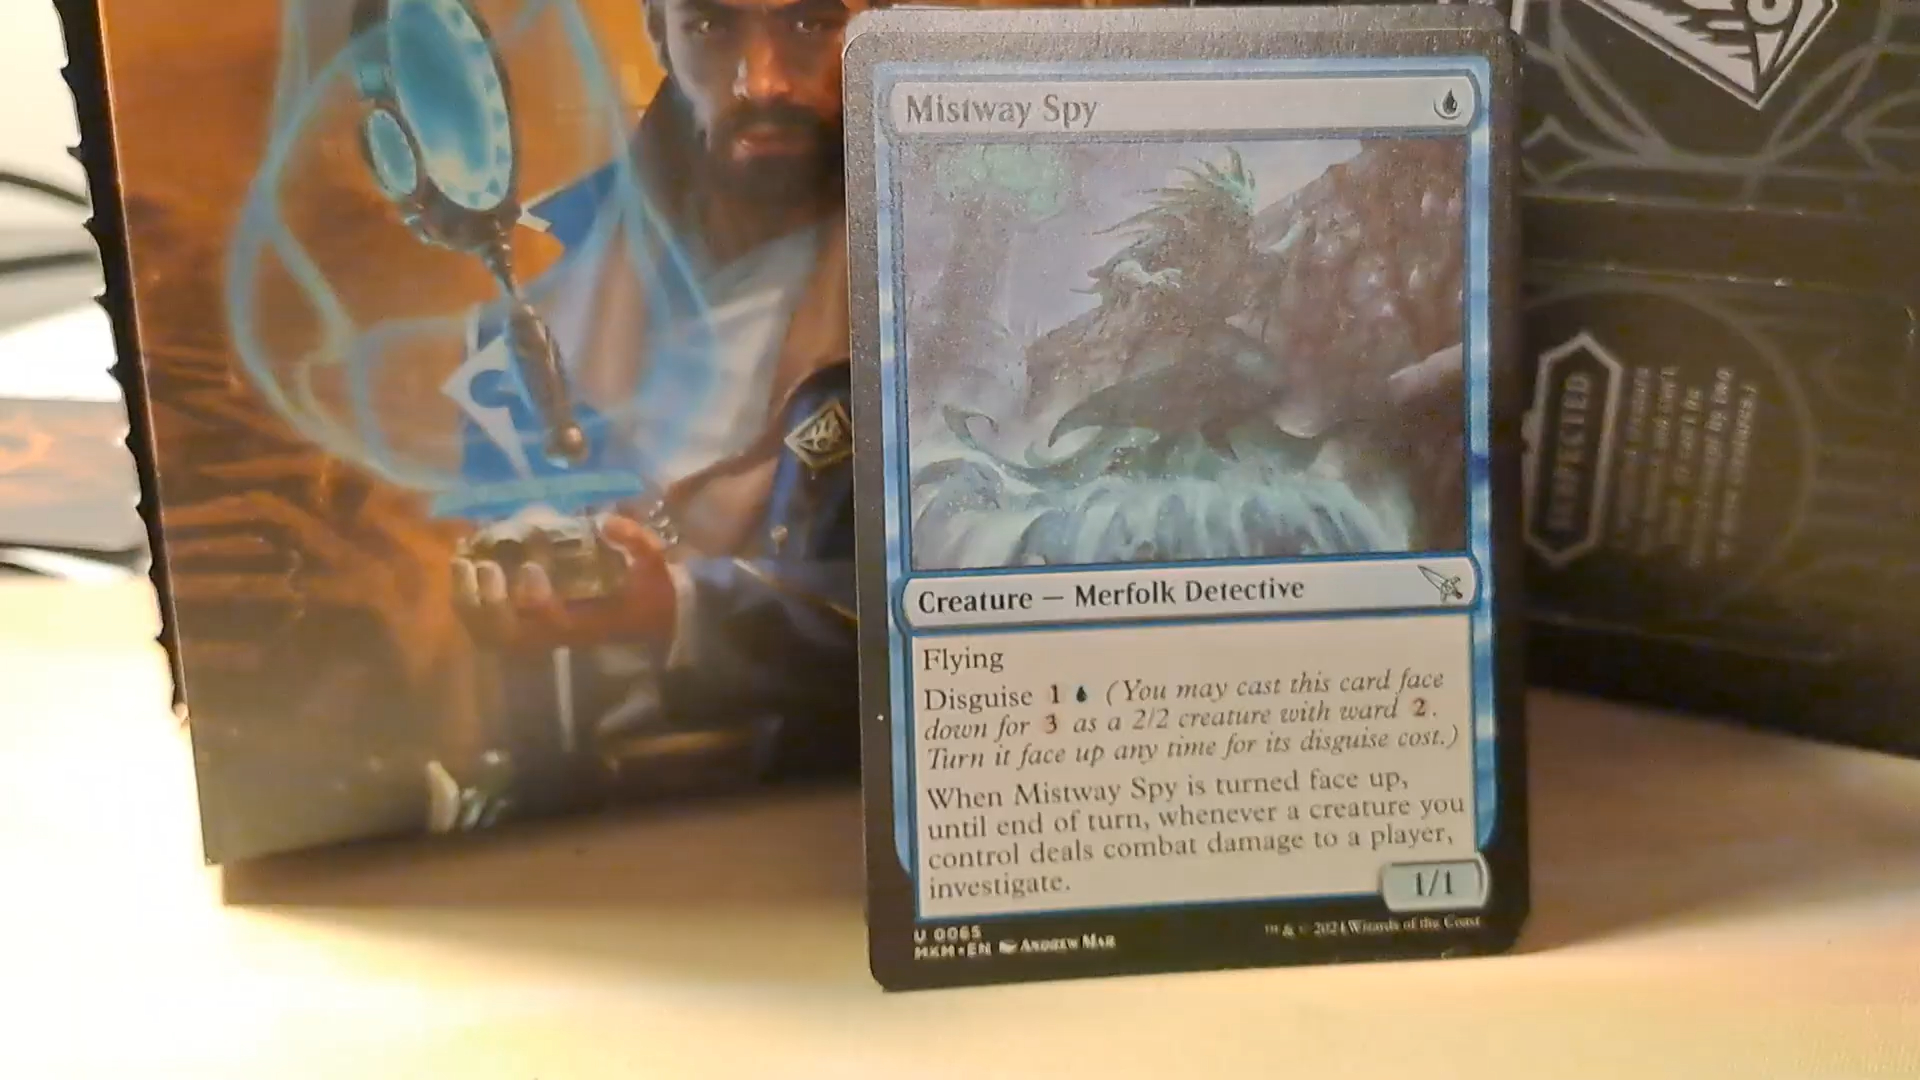 Mistway Spy
Creature — Merfolk Detective
Flying
Disguise 1 (You may cast this card face
down for 3 as a 2/2 creature with ward 2.
Turn it face up any time for its disguise cost.)
When Mistway Spy is turned face up,
until end of turn, whenever a creature you
control deals combat damage to a player,
investigate.
1/1
U 0065
MKM • EN Andrew Mar
™ & © 2024 Wizards of the Coast
SUSPECTED